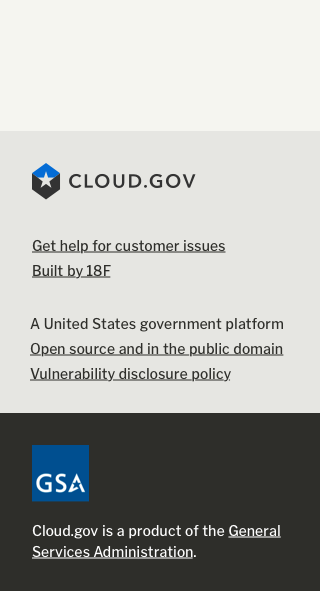 CLOUD.GOV
Get help for customer issues
Built by 18F
A United States government platform
Open source and in the public domain
Vulnerability disclosure policy
GSA
Cloud.gov is a product of the General
Services Administration.